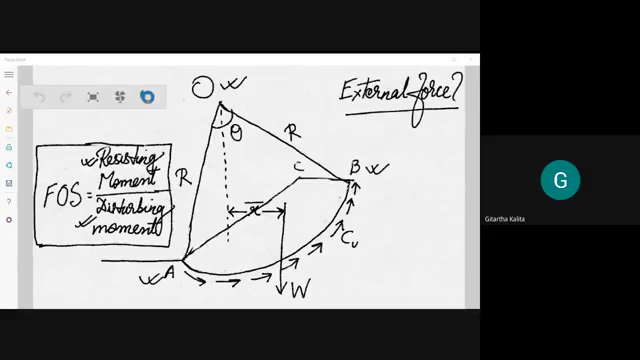 External force?
O
θ
R
R
C
B
Resisting
Moment
FOS =
Disturbing
moment
x̄
Cu
A
W
G
Gitartha Kalita